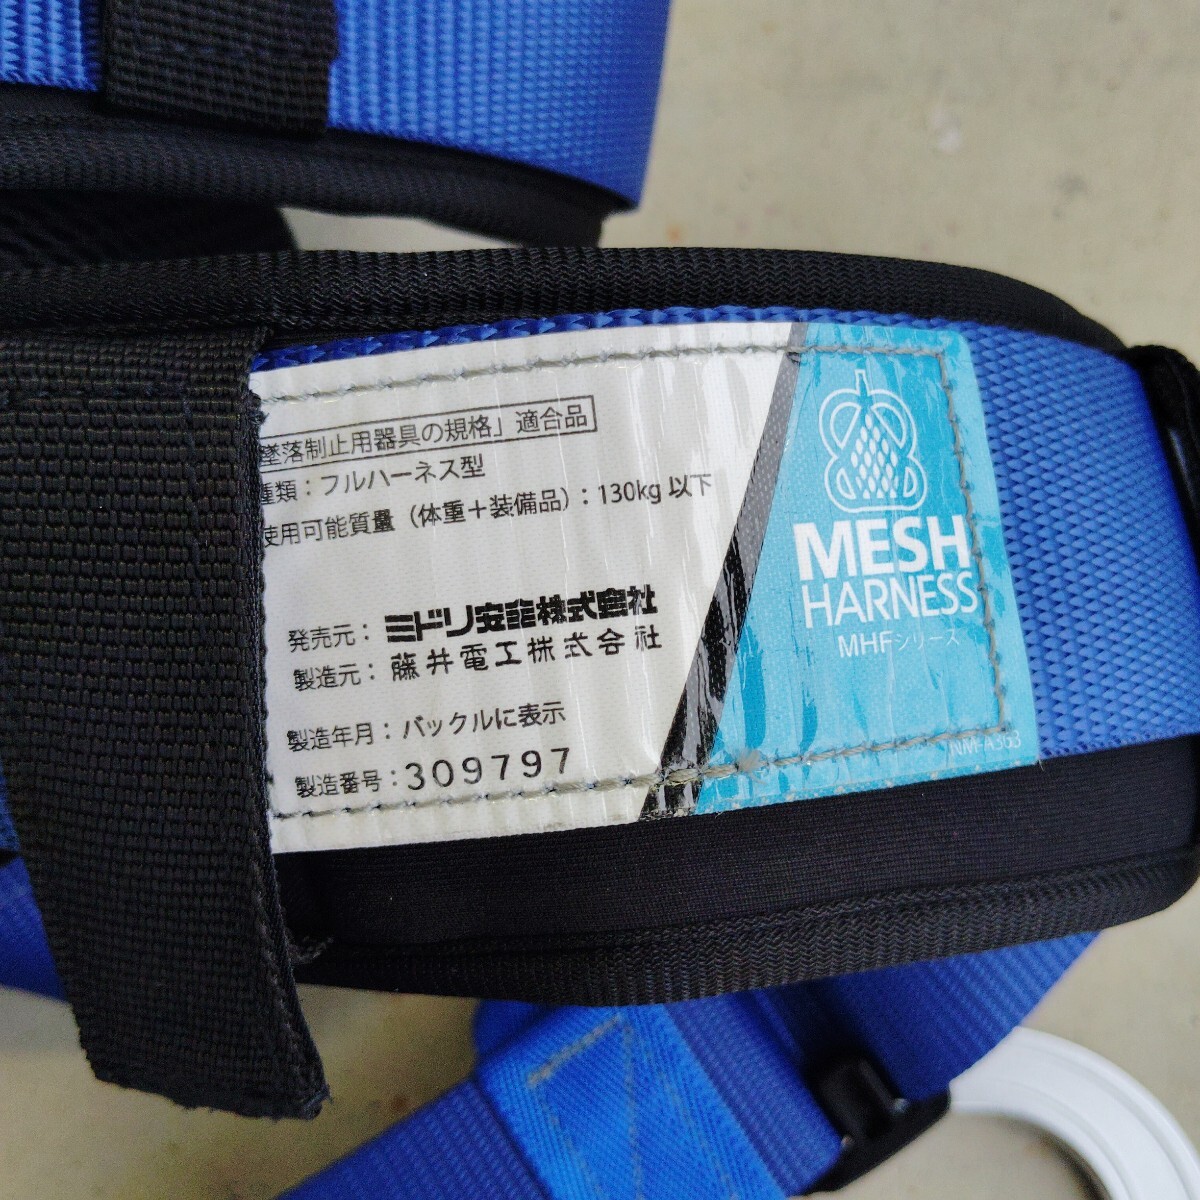 墜落制止用器具の規格」適合品
種類：フルハーネス型
使用可能質量（体重＋装備品）：130kg 以下
発売元：ミドリ安全株式会社
製造元：藤井電工株式会社
製造年月：バックルに表示
製造番号：309797
MESH
HARNESS
MHFシリーズ
NM-A363